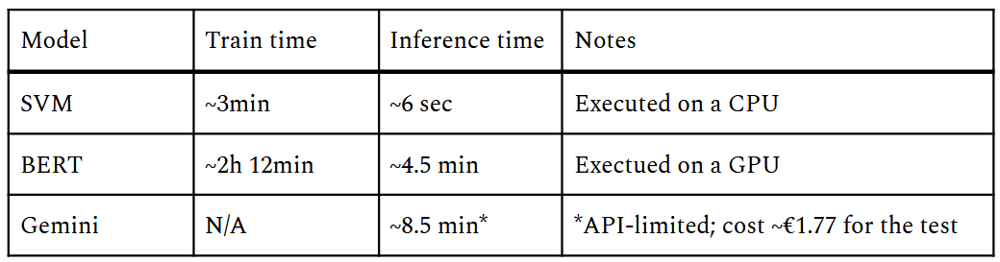 Model Train time Inference time Notes
SVM ~3min ~6 sec Executed on a CPU
BERT ~2h 12min ~4.5 min Exectued on a GPU
Gemini N/A ~8.5 min* *API-limited; cost ~€1.77 for the test